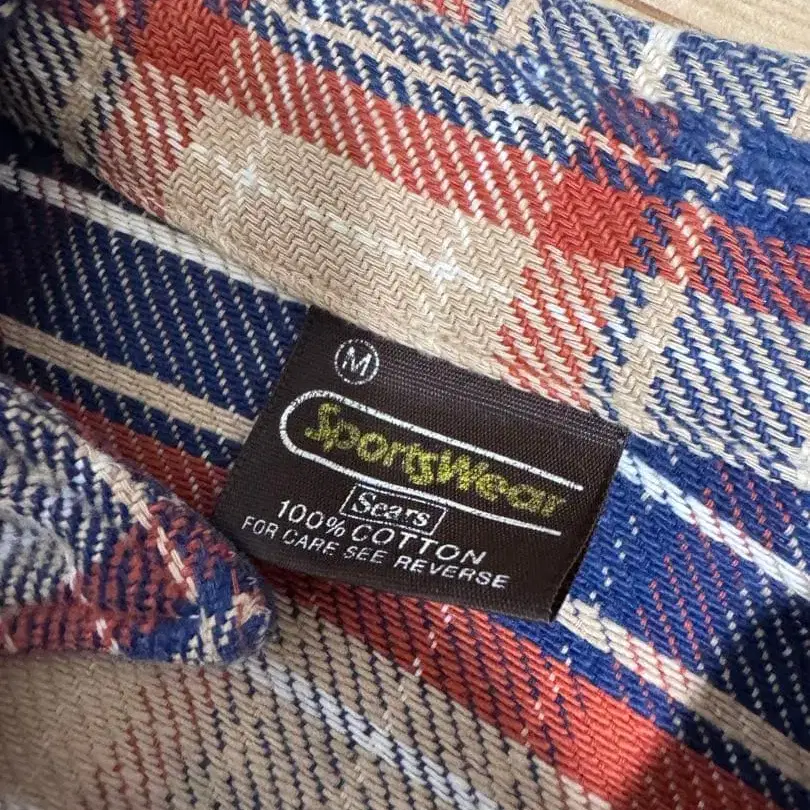 M
SportsWear
Sears
100% COTTON
FOR CARE SEE REVERSE